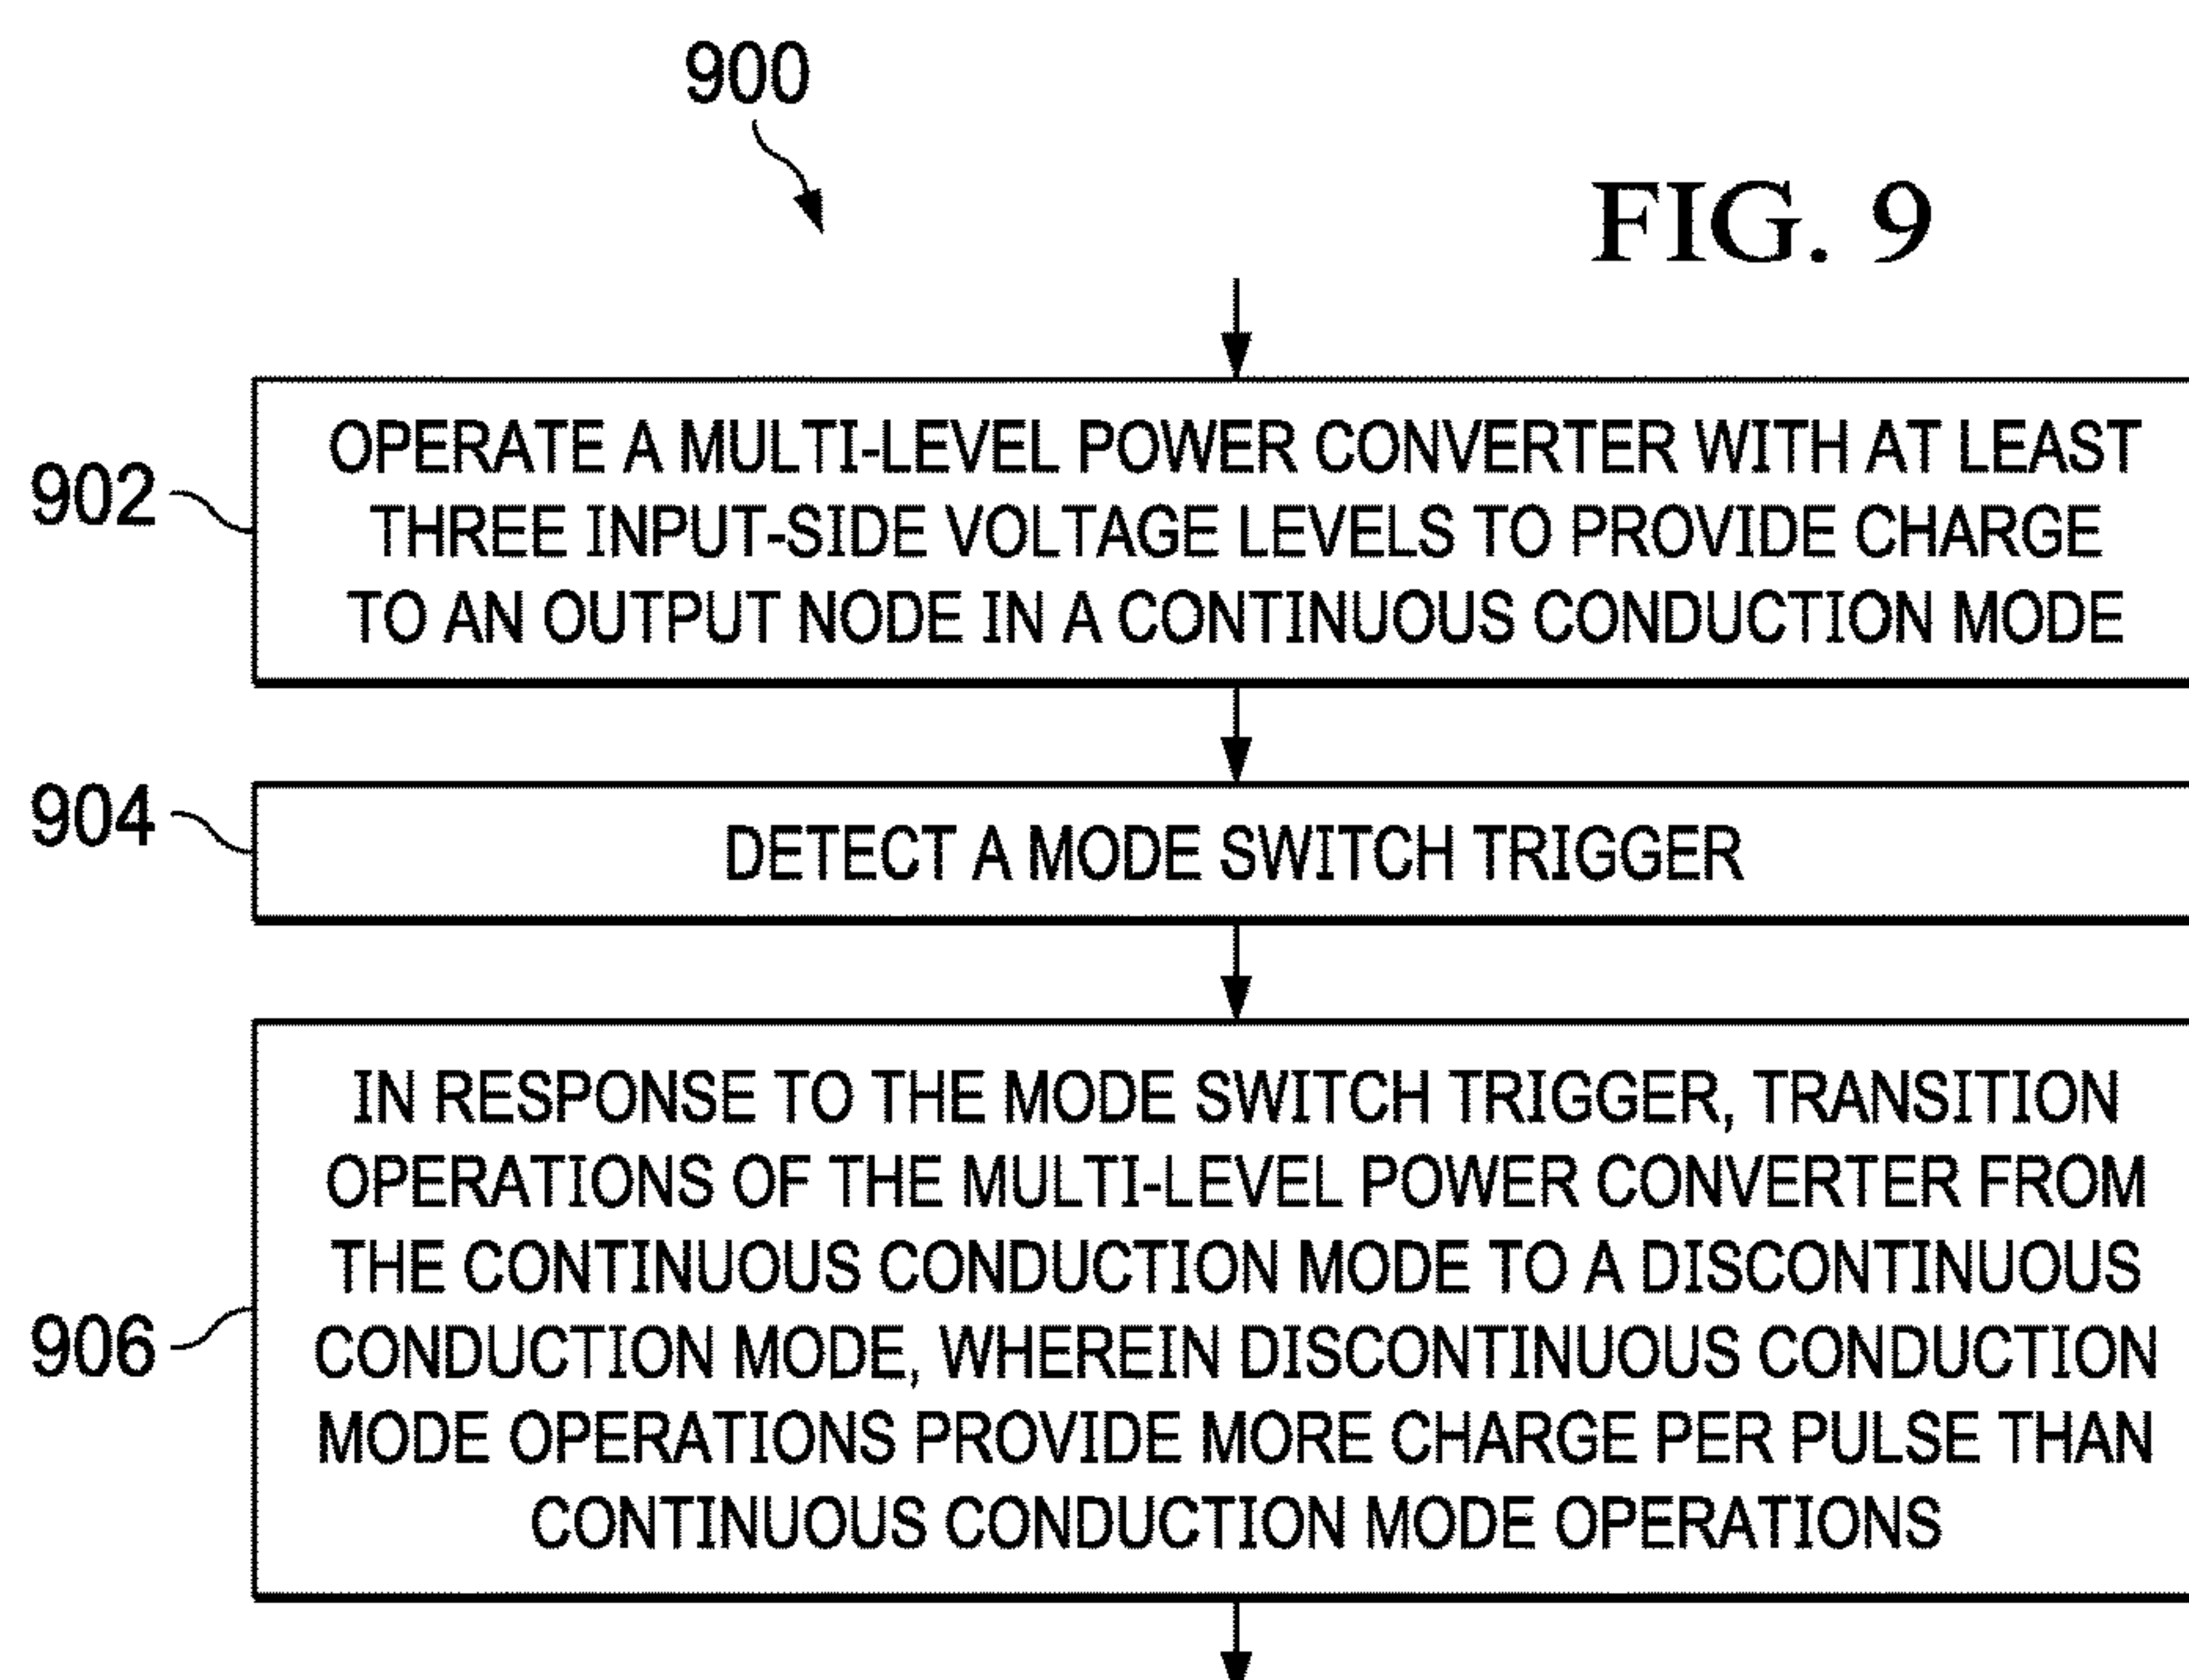 900
FIG. 9
902
OPERATE A MULTI-LEVEL POWER CONVERTER WITH AT LEAST
THREE INPUT-SIDE VOLTAGE LEVELS TO PROVIDE CHARGE
TO AN OUTPUT NODE IN A CONTINUOUS CONDUCTION MODE
904
DETECT A MODE SWITCH TRIGGER
906
IN RESPONSE TO THE MODE SWITCH TRIGGER, TRANSITION
OPERATIONS OF THE MULTI-LEVEL POWER CONVERTER FROM
THE CONTINUOUS CONDUCTION MODE TO A DISCONTINUOUS
CONDUCTION MODE, WHEREIN DISCONTINUOUS CONDUCTION
MODE OPERATIONS PROVIDE MORE CHARGE PER PULSE THAN
CONTINUOUS CONDUCTION MODE OPERATIONS